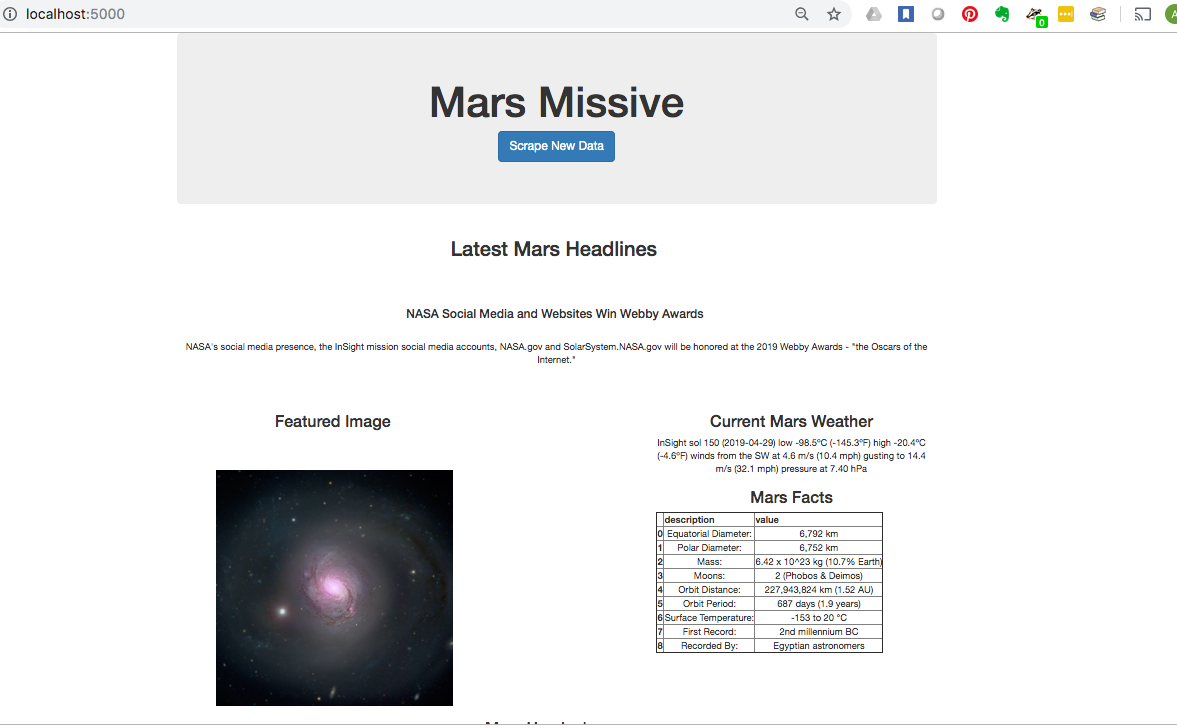 localhost:5000
0
A
Mars Missive
Scrape New Data
Latest Mars Headlines
NASA Social Media and Websites Win Webby Awards
NASA's social media presence, the InSight mission social media accounts, NASA.gov and SolarSystem.NASA.gov will be honored at the 2019 Webby Awards - "the Oscars of the
Internet."
Featured Image
Current Mars Weather
InSight sol 150 (2019-04-29) low -98.5ºC (-145.3ºF) high -20.4ºC
(-4.6ºF) winds from the SW at 4.6 m/s (10.4 mph) gusting to 14.4
m/s (32.1 mph) pressure at 7.40 hPa
Mars Facts
description value
0 Equatorial Diameter: 6,792 km
1 Polar Diameter: 6,752 km
2 Mass: 6.42 x 10^23 kg (10.7% Earth)
3 Moons: 2 (Phobos & Deimos)
4 Orbit Distance: 227,943,824 km (1.52 AU)
5 Orbit Period: 687 days (1.9 years)
6 Surface Temperature: -153 to 20 °C
7 First Record: 2nd millennium BC
8 Recorded By: Egyptian astronomers